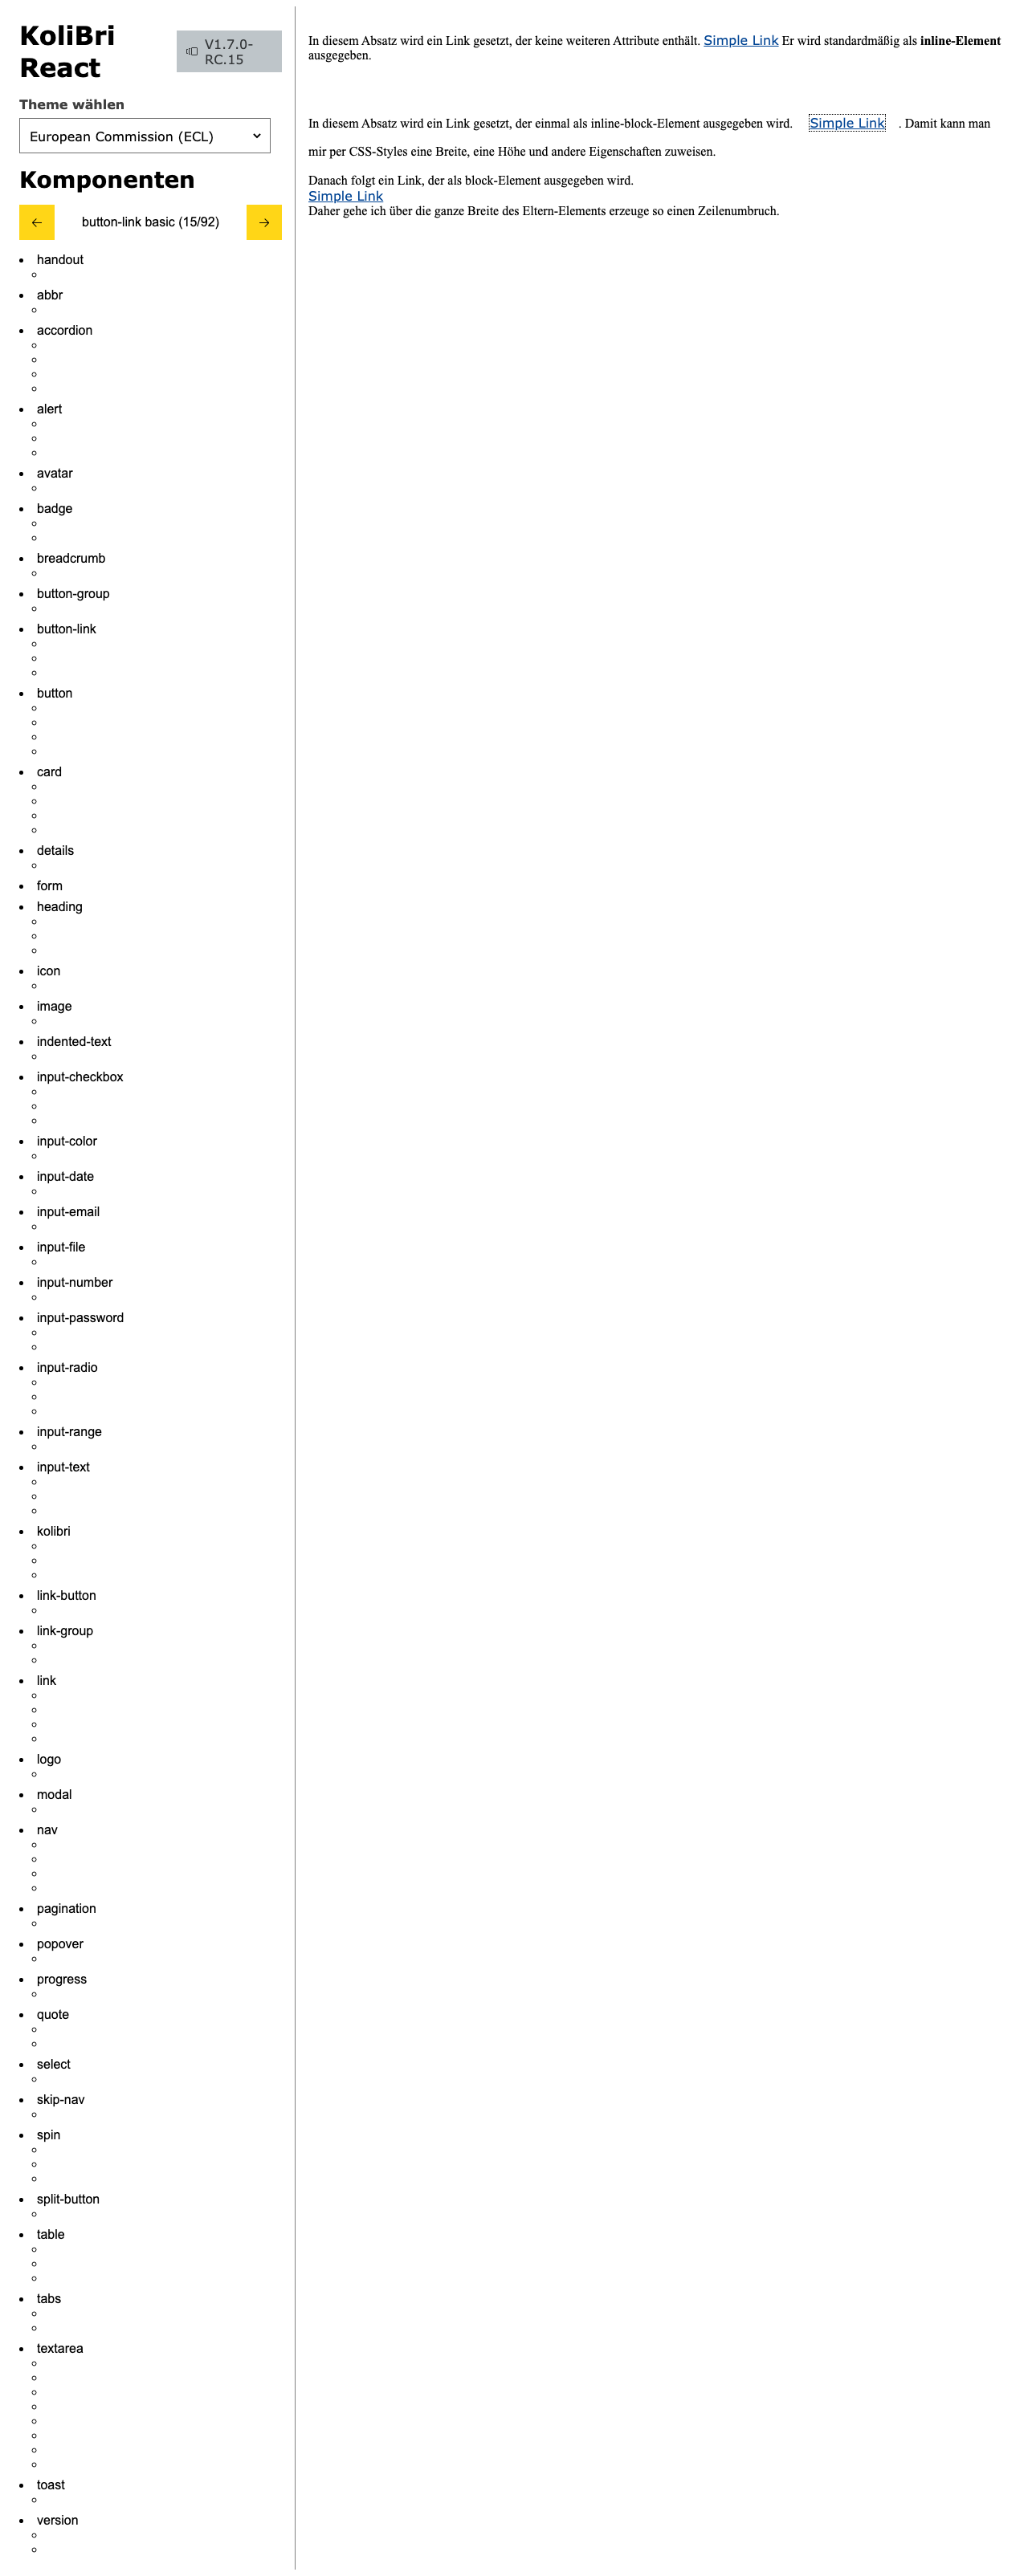 KoliBri
React
V1.7.0-
RC.15
Theme wählen
European Commission (ECL)
Komponenten
button-link basic (15/92)
handout
abbr
accordion
alert
avatar
badge
breadcrumb
button-group
button-link
button
card
details
form
heading
icon
image
indented-text
input-checkbox
input-color
input-date
input-email
input-file
input-number
input-password
input-radio
input-range
input-text
kolibri
link-button
link-group
link
logo
modal
nav
pagination
popover
progress
quote
select
skip-nav
spin
split-button
table
tabs
textarea
toast
version
In diesem Absatz wird ein Link gesetzt, der keine weiteren Attribute enthält. Simple Link Er wird standardmäßig als inline-Element
ausgegeben.
In diesem Absatz wird ein Link gesetzt, der einmal als inline-block-Element ausgegeben wird. Simple Link . Damit kann man
mir per CSS-Styles eine Breite, eine Höhe und andere Eigenschaften zuweisen.
Danach folgt ein Link, der als block-Element ausgegeben wird.
Simple Link
Daher gehe ich über die ganze Breite des Eltern-Elements erzeuge so einen Zeilenumbruch.